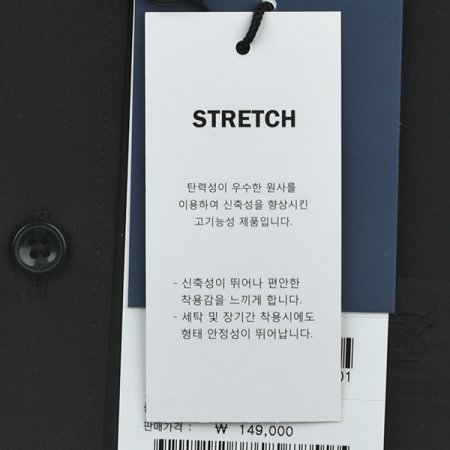 STRETCH
탄력성이 우수한 원사를
이용하여 신축성을 향상시킨
고기능성 제품입니다.
- 신축성이 뛰어나 편안한
착용감을 느끼게 합니다.
- 세탁 및 장기간 착용시에도
형태 안정성이 뛰어납니다.
01
판매가격 : ₩ 149,000